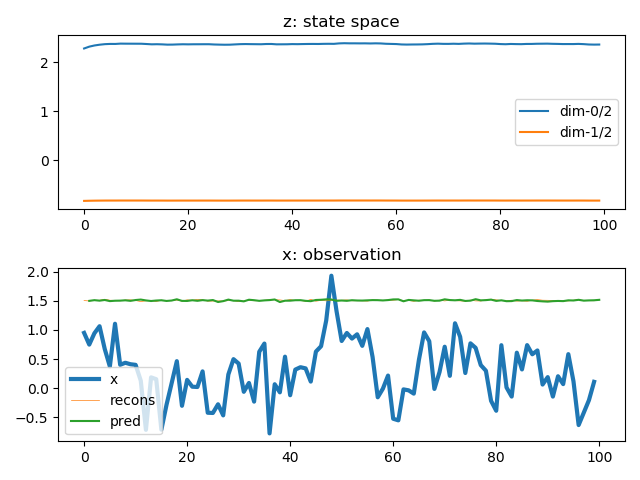 z: state space
2
1
0
dim-0/2
dim-1/2
0 20 40 60 80 100
x: observation
2.0
1.5
1.0
0.5
0.0
−0.5
x
recons
pred
0 20 40 60 80 100